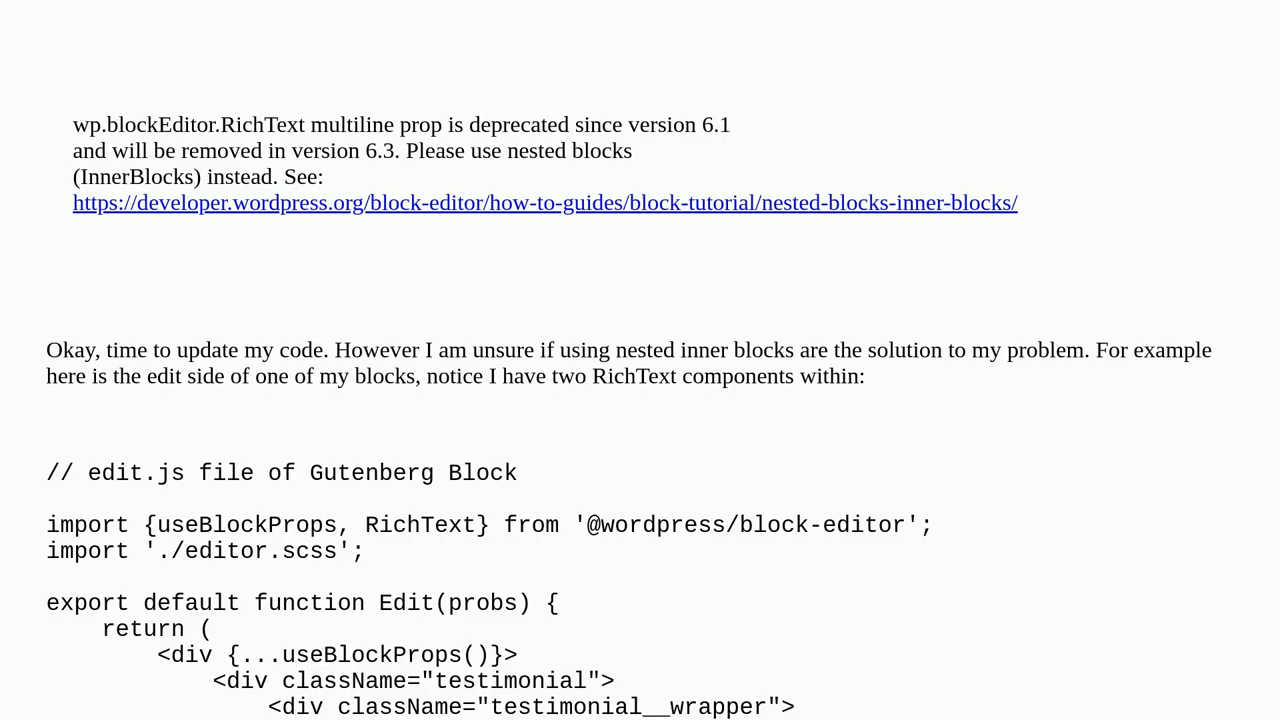 wp.blockEditor.RichText multiline prop is deprecated since version 6.1
and will be removed in version 6.3. Please use nested blocks
(InnerBlocks) instead. See:
https://developer.wordpress.org/block-editor/how-to-guides/block-tutorial/nested-blocks-inner-blocks/
Okay, time to update my code. However I am unsure if using nested inner blocks are the solution to my problem. For example
here is the edit side of one of my blocks, notice I have two RichText components within:
// edit.js file of Gutenberg Block
import {useBlockProps, RichText} from '@wordpress/block-editor';
import './editor.scss';
export default function Edit(probs) {
    return (
        <div {...useBlockProps()}>
            <div className="testimonial">
                <div className="testimonial__wrapper">